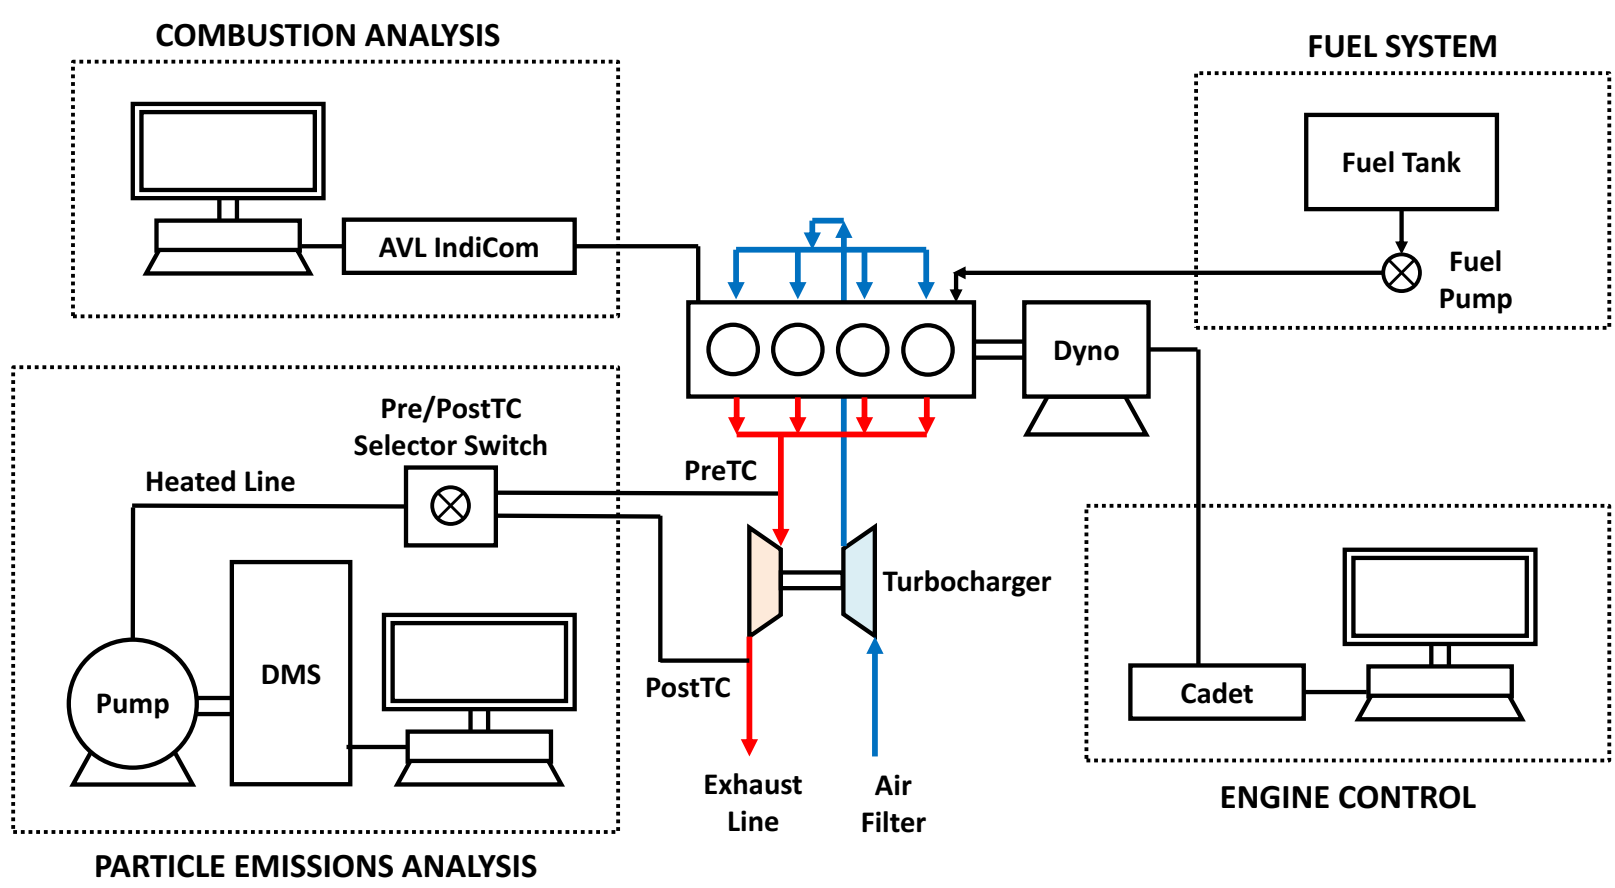 COMBUSTION ANALYSIS
FUEL SYSTEM
Fuel Tank
AVL IndiCom
Fuel
Pump
Dyno
Pre/PostTC
Selector Switch
Heated Line
PreTC
Turbocharger
DMS
Pump
PostTC
Cadet
Exhaust
Line
Air
Filter
ENGINE CONTROL
PARTICLE EMISSIONS ANALYSIS